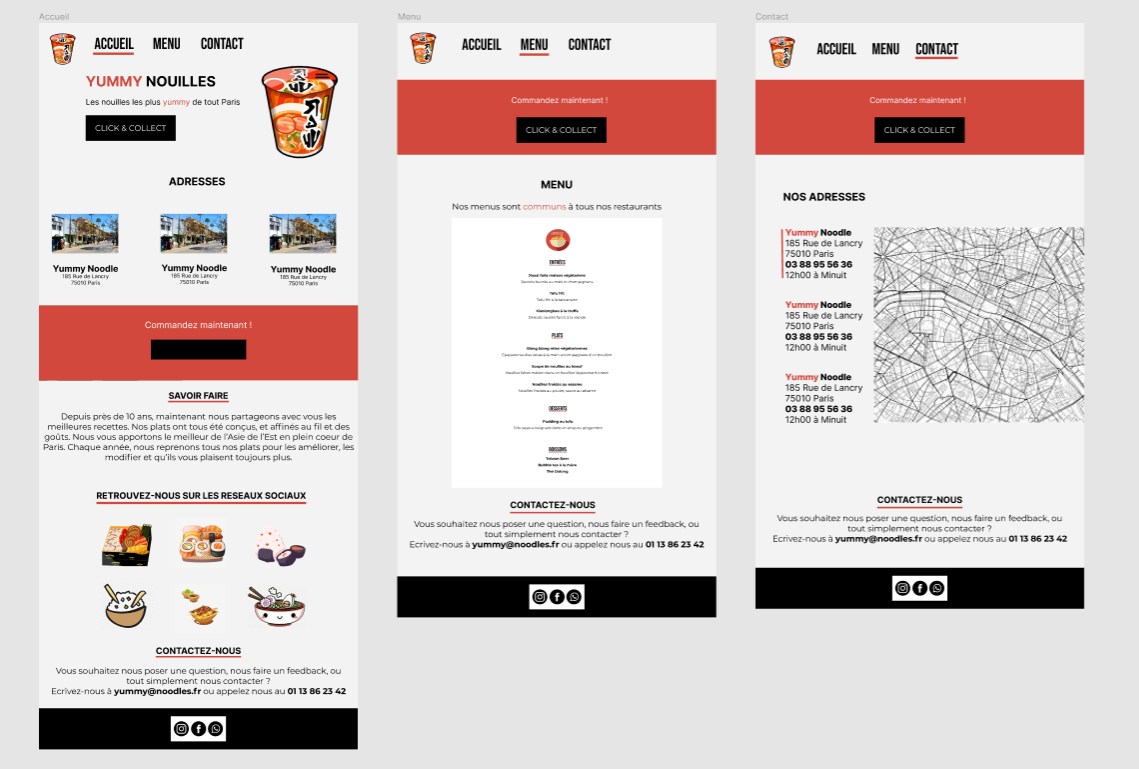 Accueil
ACCUEIL MENU CONTACT
YUMMY NOUILLES
Les nouilles les plus yummy de tout Paris
CLICK & COLLECT
ADRESSES
Yummy Noodle
185 Rue de Lancry
75010 Paris
Yummy Noodle
185 Rue de Lancry
75010 Paris
Yummy Noodle
185 Rue de Lancry
75010 Paris
Commandez maintenant !
SAVOIR FAIRE
Depuis près de 10 ans, maintenant nous partageons avec vous les
meilleures recettes. Nos plats ont tous été conçus, et affinés au fil et des
goûts. Nous vous apportons le meilleur de l'Asie de l'Est en plein coeur de
Paris. Chaque année, nous reprenons tous nos plats pour les améliorer, les
modifier et qu'ils vous plaisent toujours plus.
RETROUVEZ-NOUS SUR LES RESEAUX SOCIAUX
CONTACTEZ-NOUS
Vous souhaitez nous poser une question, nous faire un feedback, ou
tout simplement nous contacter ?
Ecrivez-nous à yummy@noodles.fr ou appelez nous au 01 13 86 23 42
Menu
ACCUEIL MENU CONTACT
Commandez maintenant !
CLICK & COLLECT
MENU
Nos menus sont communs à tous nos restaurants
ENTRÉES
PLATS
Soupe de nouilles au boeuf
DESSERTS
Pudding au tofu
BOISSONS
CONTACTEZ-NOUS
Vous souhaitez nous poser une question, nous faire un feedback, ou
tout simplement nous contacter ?
Ecrivez-nous à yummy@noodles.fr ou appelez nous au 01 13 86 23 42
Contact
ACCUEIL MENU CONTACT
Commandez maintenant !
CLICK & COLLECT
NOS ADRESSES
Yummy Noodle
185 Rue de Lancry
75010 Paris
03 88 95 56 36
12h00 à Minuit
Yummy Noodle
185 Rue de Lancry
75010 Paris
03 88 95 56 36
12h00 à Minuit
Yummy Noodle
185 Rue de Lancry
75010 Paris
03 88 95 56 36
12h00 à Minuit
CONTACTEZ-NOUS
Vous souhaitez nous poser une question, nous faire un feedback, ou
tout simplement nous contacter ?
Ecrivez-nous à yummy@noodles.fr ou appelez nous au 01 13 86 23 42